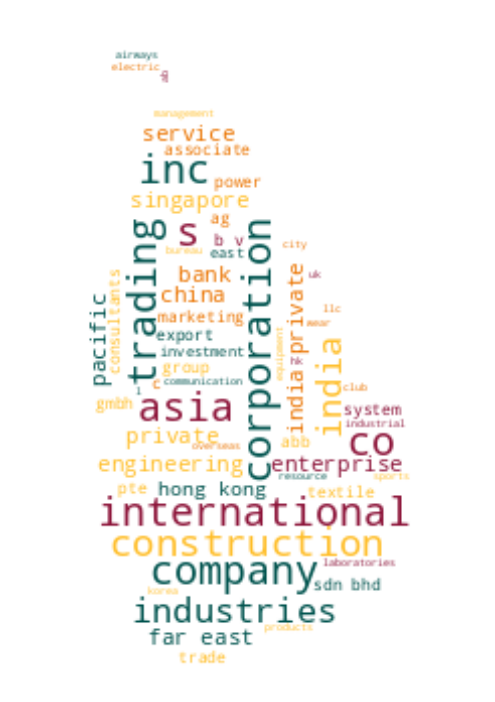 airways
electric
management
service
associate
inc
power
singapore
ag
s
trading
corporation
b v
city
east
bureau
bank
uk
china
private
pacific
consultants
llc
marketing
wear
export
equipment
india
investment
hk
group
india
communication
c
club
l
gmbh
asia
system
industrial
private
co
abb
overseas
engineering
enterprise
resource
sports
pte
hong kong
textile
international
construction
laboratories
company
sdn bhd
korea
industries
products
far east
trade